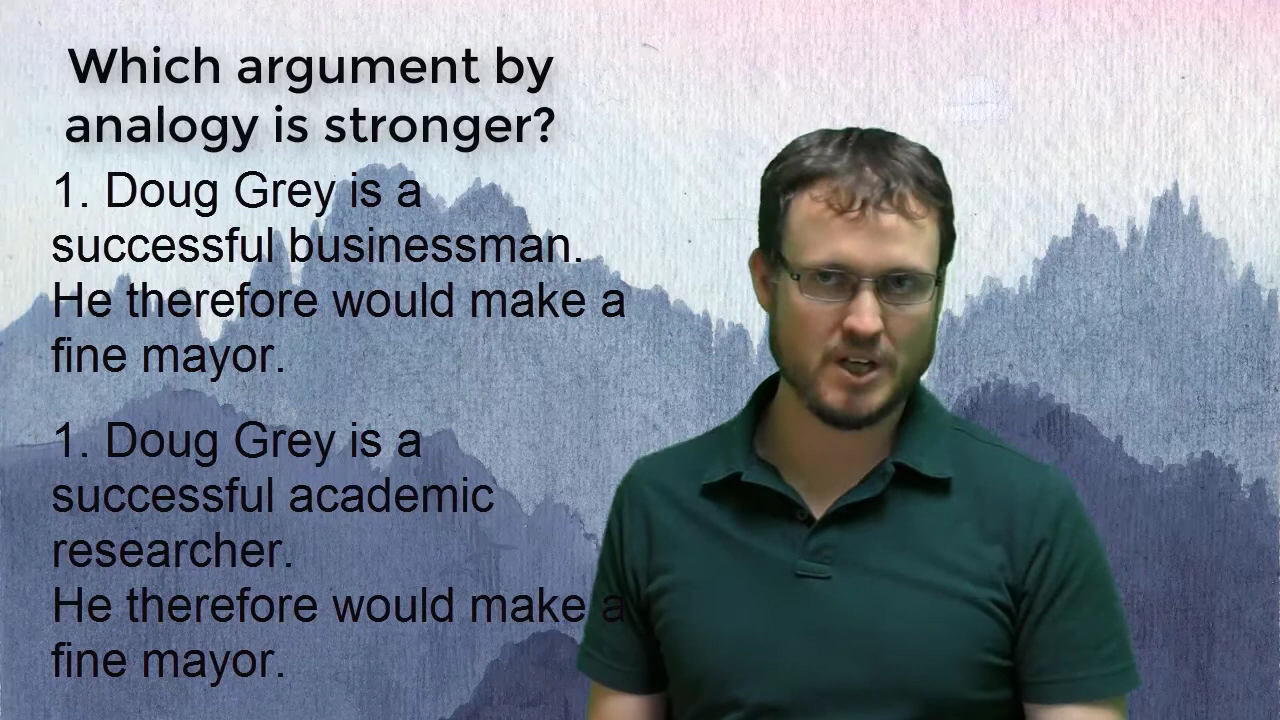 Which argument by
analogy is stronger?
1. Doug Grey is a
successful businessman.
He therefore would make a
fine mayor.
1. Doug Grey is a
successful academic
researcher.
He therefore would make a
fine mayor.